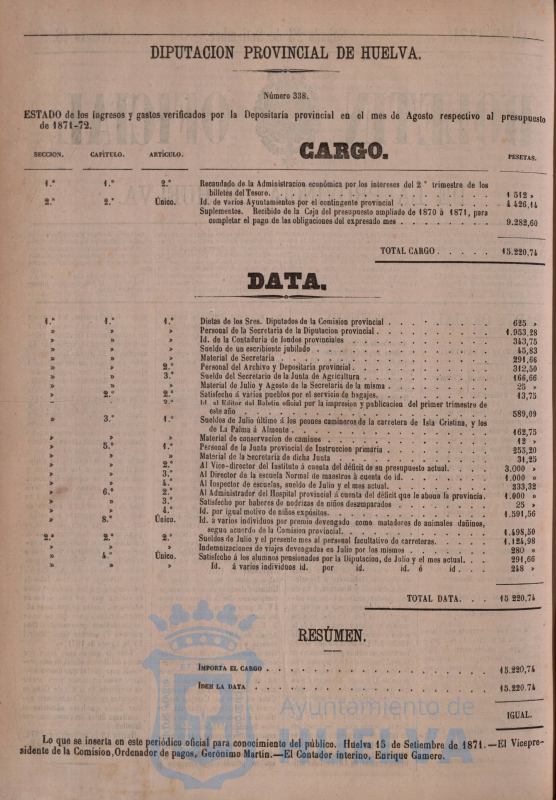 DIPUTACION PROVINCIAL DE HUELVA.
Número 338.
ESTADO de los ingresos y gastos verificados por la Depositaria provincial en el mes de Agosto respectivo al presupuesto
de 1871-72.
CARGO.
SECCION. CAPÍTULO. ARTÍCULO. PESETAS.
1.º 1.º 2.º Recaudado de la Administracion económica por los intereses del 2.º trimestre de los
billetes del Tesoro. 1 512 »
2.º 2.º Único. Id. de varios Ayuntamientos por el contingente provincial 4 426,14
Suplementos. Recibido de la Caja del presupuesto ampliado de 1870 á 1871, para
completar el pago de las obligaciones del expresado mes 9.282,60
TOTAL CARGO 15.220,74
DATA.
1.º 1.º 1.º Dietas de los Sres. Diputados de la Comision provincial 625 »
» » » Personal de la Secretaria de la Diputacion provincial 1.953,28
» » » Id. de la Contaduría de fondos provinciales 343,75
» » » Sueldo de un escribiente jubilado 45,83
» » » Material de Secretaria 291,66
» » 2.º Personal del Archivo y Depositaria provincial 312,50
» » 3.º Sueldo del Secretario de la Junta de Agricultura 166,66
» » » Material de Julio y Agosto de la Secretaria de la misma 25 »
» 2.º 2.º Satisfecho á varios pueblos por el servicio de bagajes. 13,75
2.º Id. al Editor del Boletin oficial por la impresion y publicacion del primer trimestre de
este año 589,09
» 3.º 1.º Sueldos de Julio último á los peones camineros de la carretera de Isla Cristina, y los
de La Palma á Almonte 462,75
» » » Material de conservacion de caminos 12 »
» 5.º 1.º Personal de la Junta provincial de Instruccion primaria 255,20
» » » Material de la Secretaria de dicha Junta 31,25
» » 2.º Al Vice-director del Instituto á cuenta del déficit de su presupuesto actual. 3.000 »
» » 3.º Al Director de la escuela Normal de maestros á cuenta de id. 1.000 »
» » 4.º Al Inspector de escuelas, sueldo de Julio y el mes actual. 233,32
» 6.º 2.º Al Administrador del Hospital provincial á cuenta del déficit que le abona la provincia. 1.000 »
» » 3.º Satisfecho por haberes de nodrizas de niños desamparados 25 »
» » 4.º Id. por igual motivo de niños expósitos. 1.591,56
» 8.º Único. Id. a varios individuos por premio devengado como matadores de animales dañinos,
segun acuerdo de la Comision provincial. 1.498,50
2.º 2.º 2.º Sueldos de Julio y el presente mes al personal facultativo de carreteras. 1.124,98
» » » Indemnizaciones de viajes devengadas en Julio por los mismos 280 »
» 4.º Único. Satisfecho á los alumnos pensionados por la Diputacion, de Julio y el mes actual. 291,66
» » » Id. á varios individuos id. por id. id. é id. 248 »
TOTAL DATA. 15 220,74
RESÚMEN.
IMPORTA EL CARGO 15.220,74
IDEM LA DATA 15.220.74
IGUAL.
Lo que se inserta en este periódico oficial para conocimiento del público. Huelva 15 de Setiembre de 1871.—El Vicepre-
sidente de la Comision, Ordenador de pagos, Gerónimo Martin.—El Contador interino, Enrique Gamero.
Ayuntamiento de
HUELVA